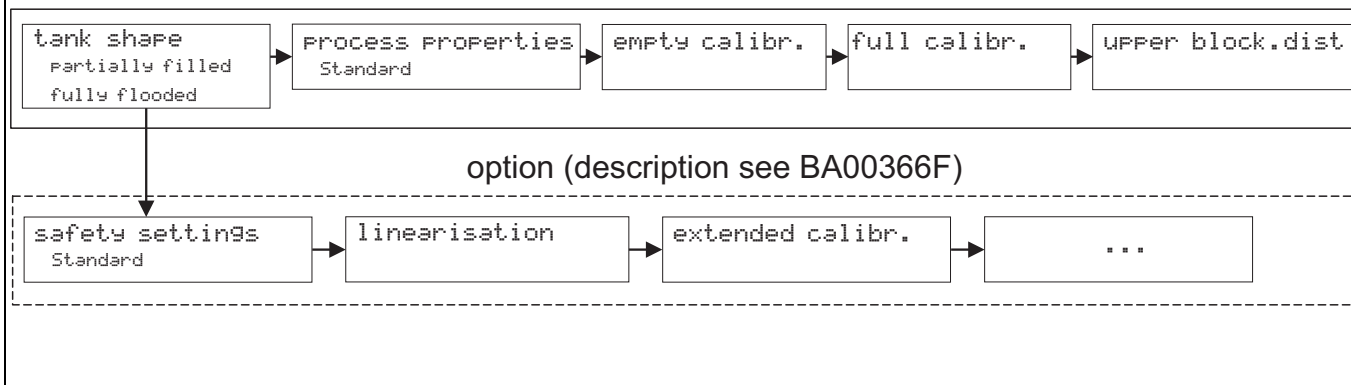 tank shape
partially filled
fully flooded
process properties
Standard
empty calibr.
full calibr.
upper block.dist
option (description see BA00366F)
safety settings
Standard
linearisation
extended calibr.
...